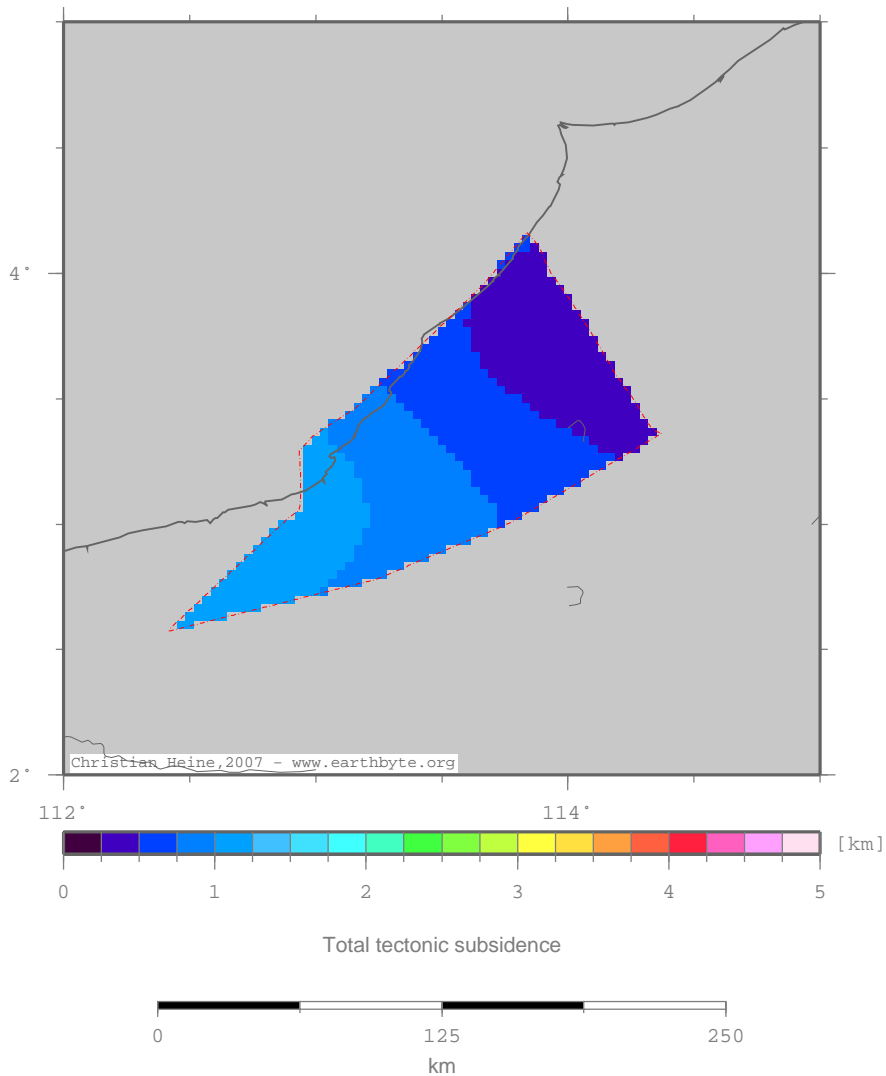 4°
2°
Christian Heine,2007 - www.earthbyte.org
112° 114°
[km]
0 1 2 3 4 5
Total tectonic subsidence
0 125 250
km